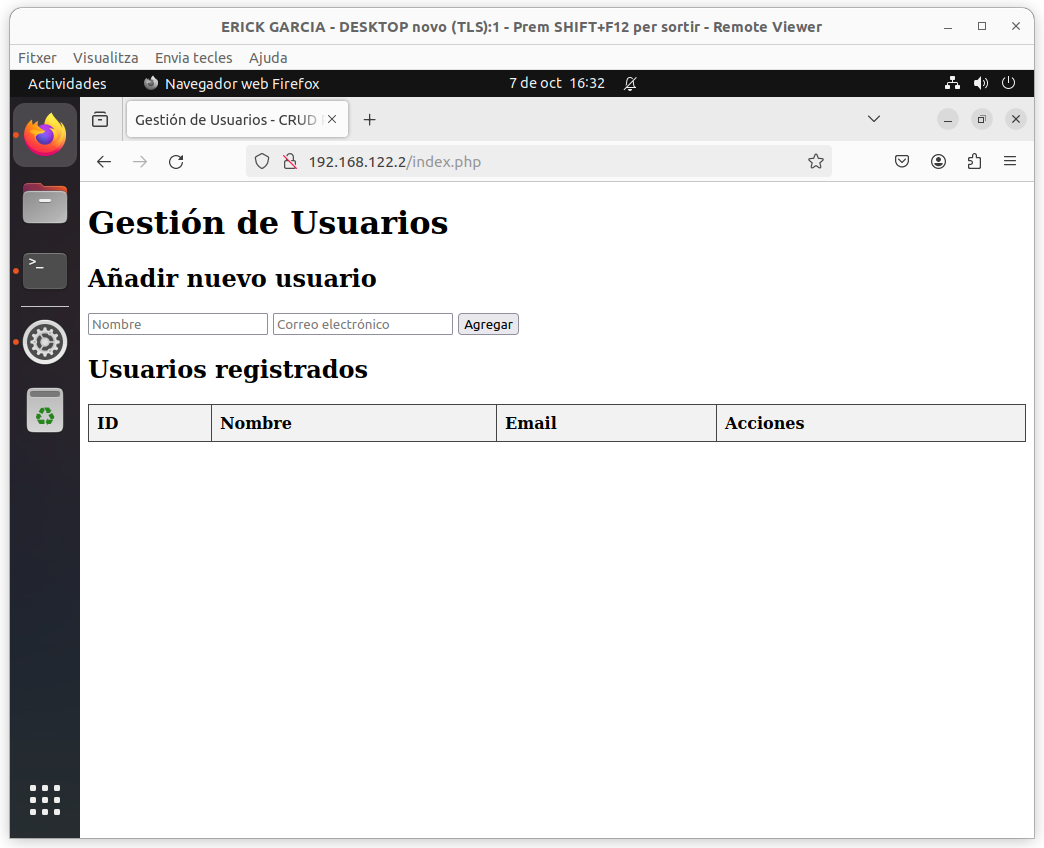 ERICK GARCIA - DESKTOP novo (TLS):1 - Prem SHIFT+F12 per sortir - Remote Viewer
Fitxer Visualitza Envia tecles Ajuda
Actividades Navegador web Firefox 7 de oct 16:32
Gestión de Usuarios - CRUD
192.168.122.2/index.php
>_
Gestión de Usuarios
Añadir nuevo usuario
Nombre Correo electrónico Agregar
Usuarios registrados
ID Nombre Email Acciones